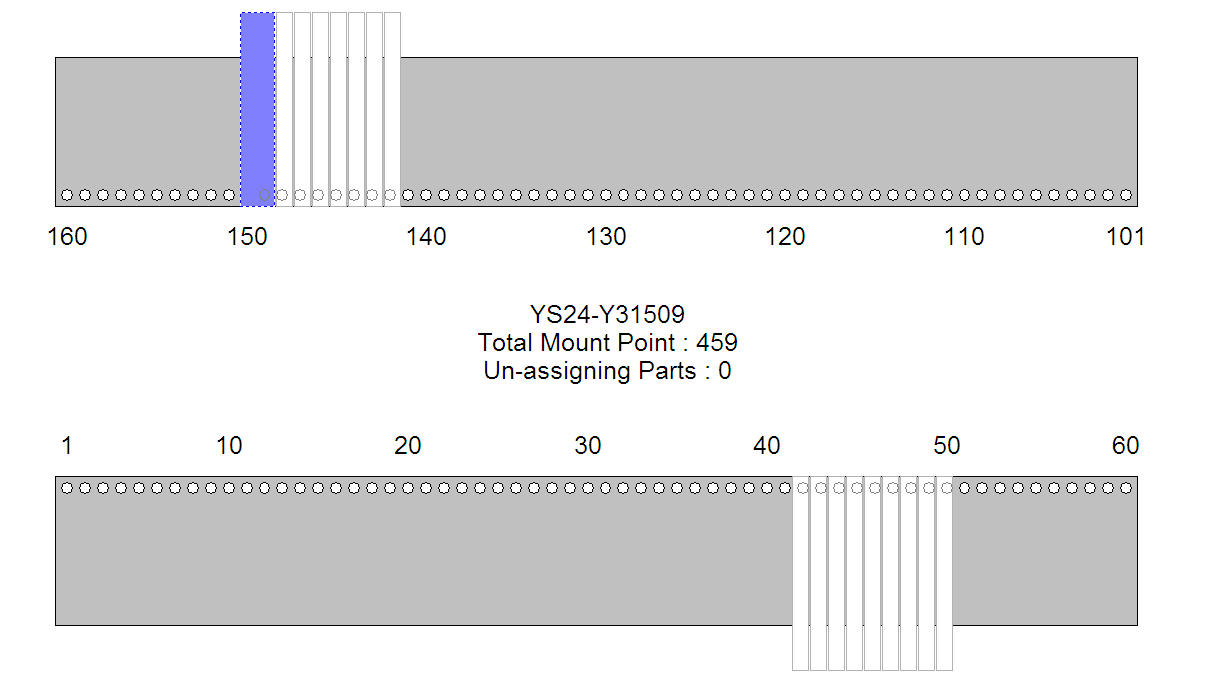 160 150 140 130 120 110 101
YS24-Y31509
Total Mount Point : 459
Un-assigning Parts : 0
1 10 20 30 40 50 60